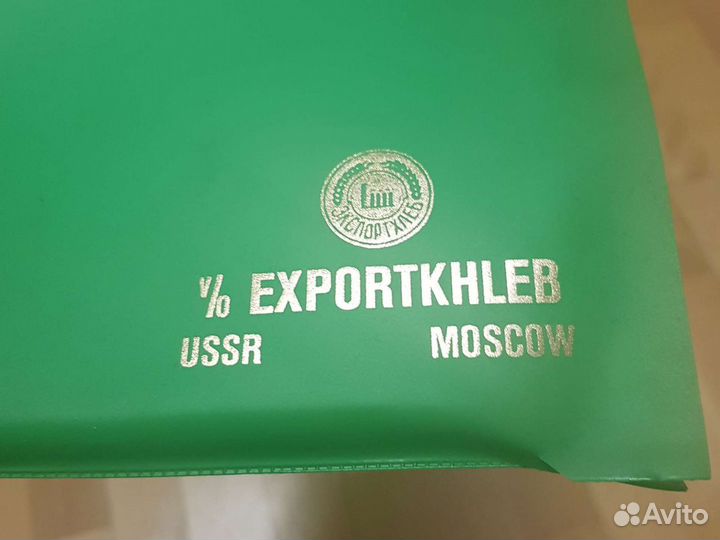 ЭКСПОРТХЛЕБ
V/O EXPORTKHLEB
USSR MOSCOW
Avito